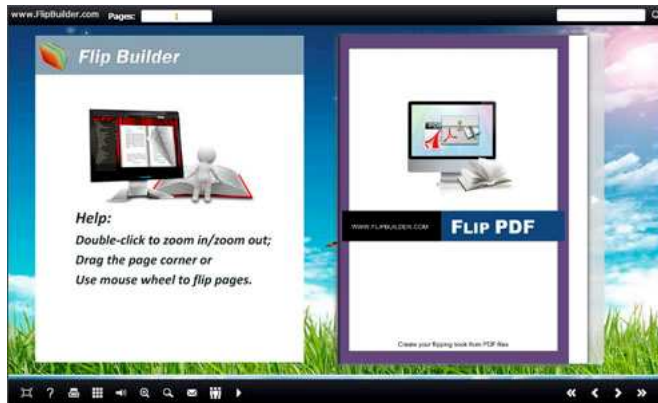 www.FlipBuilder.com Pages: 1
Flip Builder
Help:
Double-click to zoom in/zoom out;
Drag the page corner or
Use mouse wheel to flip pages.
WWW.FLIPBUILDER.COM FLIP PDF
Create your flipping book from PDF files